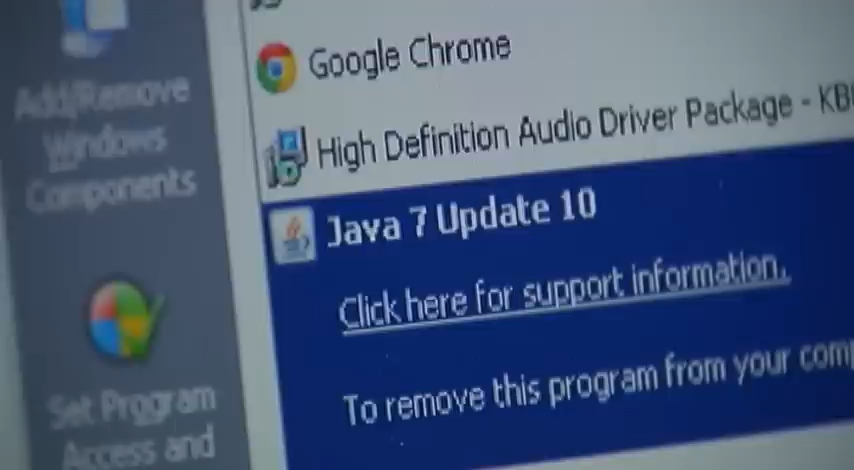 Google Chrome
High Definition Audio Driver Package - KB
Java 7 Update 10
Click here for support information.
To remove this program from your
Add/Remove
Windows
Components
Set Program
Access and